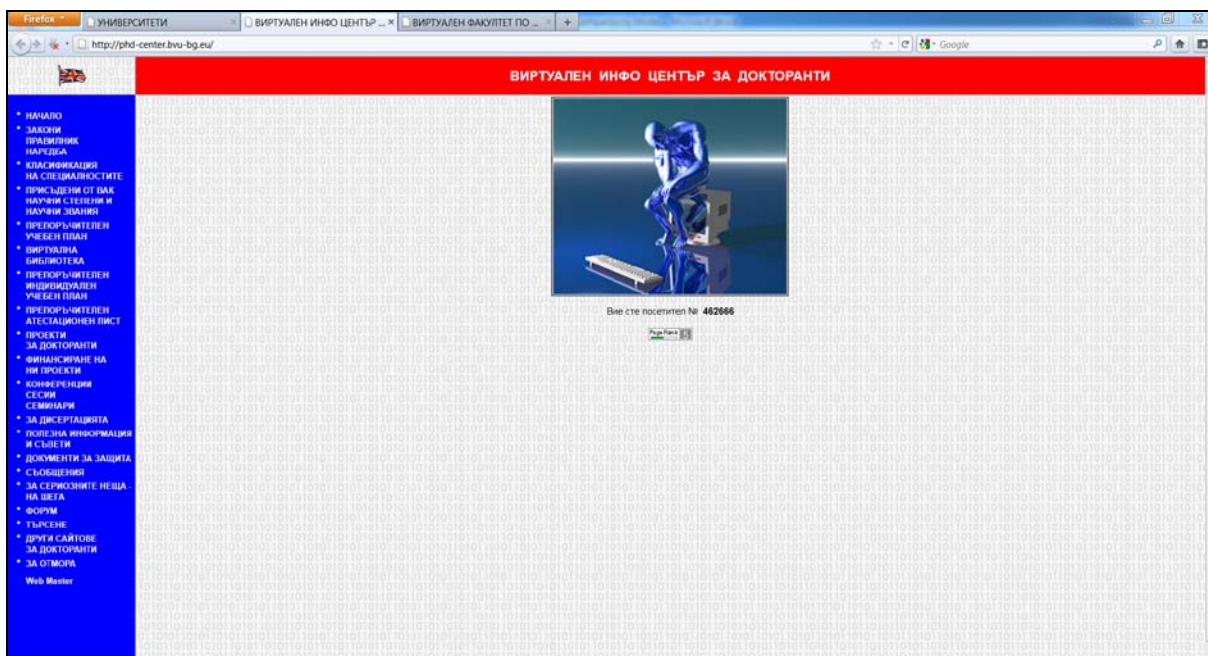 Firefox
УНИВЕРСИТЕТИ
ВИРТУАЛЕН ИНФО ЦЕНТЪР ...
ВИРТУАЛЕН ФАКУЛТЕТ ПО ...
http://phd-center.bvu-bg.eu/
Google
ВИРТУАЛЕН ИНФО ЦЕНТЪР ЗА ДОКТОРАНТИ
НАЧАЛО
ЗАКОНИ
ПРАВИЛНИК
НАРЕДБА
КЛАСИФИКАЦИЯ
НА СПЕЦИАЛНОСТИТЕ
ПРИСЪДЕНИ ОТ ВАК
НАУЧНИ СТЕПЕНИ И
НАУЧНИ ЗВАНИЯ
ПРЕПОРЪЧИТЕЛЕН
УЧЕБЕН ПЛАН
ВИРТУАЛНА
БИБЛИОТЕКА
ПРЕПОРЪЧИТЕЛЕН
ИНДИВИДУАЛЕН
УЧЕБЕН ПЛАН
ПРЕПОРЪЧИТЕЛЕН
АТЕСТАЦИОНЕН ЛИСТ
ПРОЕКТИ
ЗА ДОКТОРАНТИ
ФИНАНСИРАНЕ НА
НИ ПРОЕКТИ
КОНФЕРЕНЦИИ
СЕСИИ
СЕМИНАРИ
ЗА ДИСЕРТАЦИЯТА
ПОЛЕЗНА ИНФОРМАЦИЯ
И СЪВЕТИ
ДОКУМЕНТИ ЗА ЗАЩИТА
СЪОБЩЕНИЯ
ЗА СЕРИОЗНИТЕ НЕЩА -
НА ШЕГА
ФОРУМ
ТЪРСЕНЕ
ДРУГИ САЙТОВЕ
ЗА ДОКТОРАНТИ
ЗА ОТМОРА
Web Master
Вие сте посетител № 462666
Page Rank